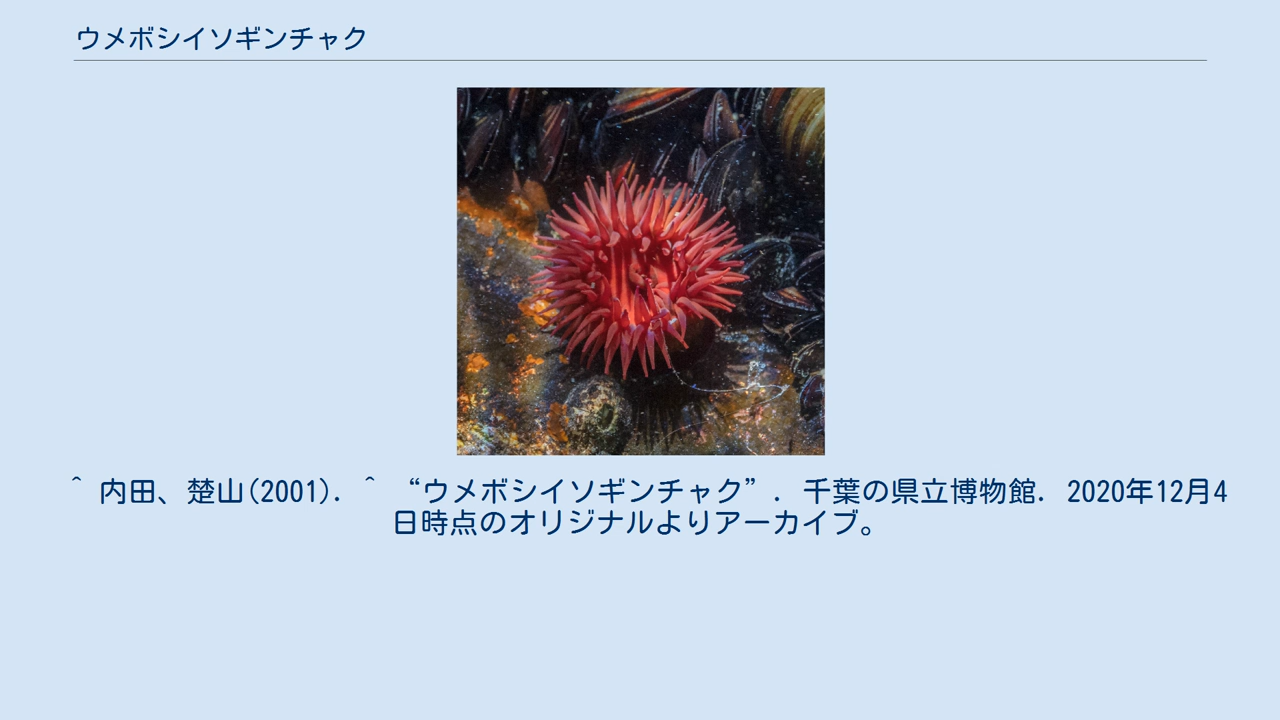 ウメボシイソギンチャク
^ 内田、楚山(2001). ^ “ウメボシイソギンチャク”. 千葉の県立博物館. 2020年12月4
日時点のオリジナルよりアーカイブ。